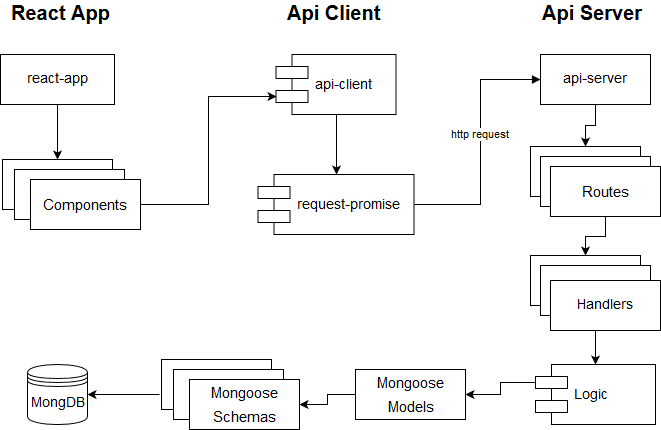 React App
Api Client
Api Server
react-app
api-client
api-server
http request
Components
request-promise
Routes
Handlers
MongDB
Mongoose
Schemas
Mongoose
Models
Logic